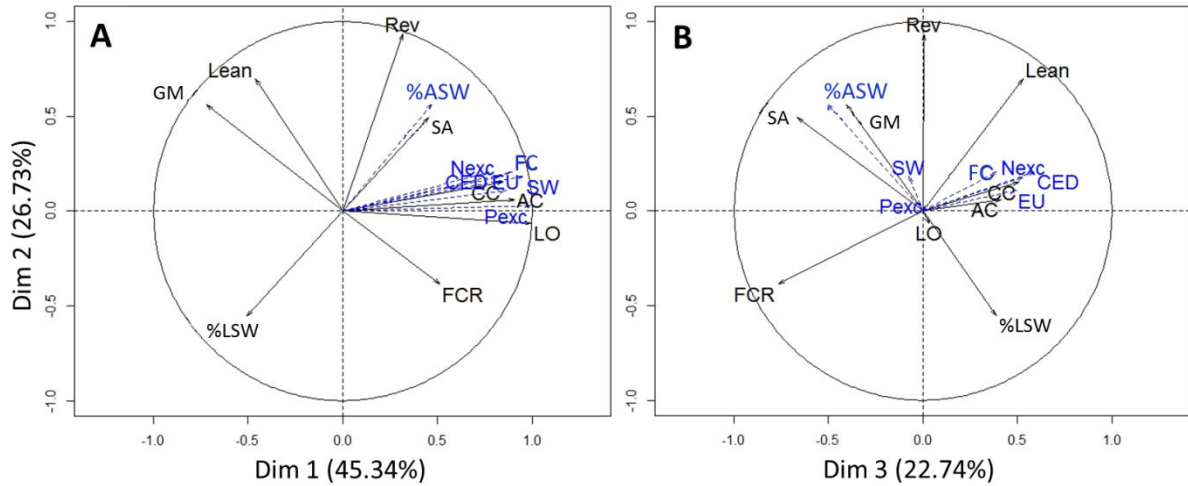 A
Rev
Lean
GM
%ASW
SA
Nexc
FC
CED
EU
SW
CC
AC
Pexc
LO
FCR
%LSW
1.0
0.5
0.0
-0.5
-1.0
-1.0
-0.5
0.0
0.5
1.0
Dim 2 (26.73%)
Dim 1 (45.34%)
B
Rev
Lean
%ASW
SA
GM
SW
FC
Nexc
CED
CC
EU
Pexc
AC
LO
FCR
%LSW
1.0
0.5
0.0
-0.5
-1.0
-1.0
-0.5
0.0
0.5
1.0
Dim 3 (22.74%)